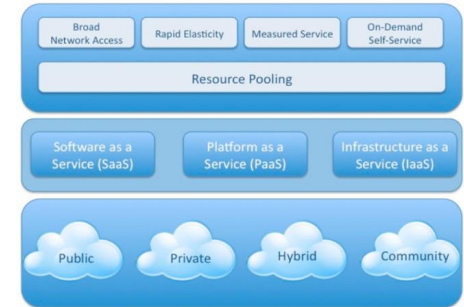 Broad
Network Access
Rapid Elasticity
Measured Service
On-Demand
Self-Service
Resource Pooling
Software as a
Service (SaaS)
Platform as a
Service (PaaS)
Infrastructure as a
Service (IaaS)
Public
Private
Hybrid
Community